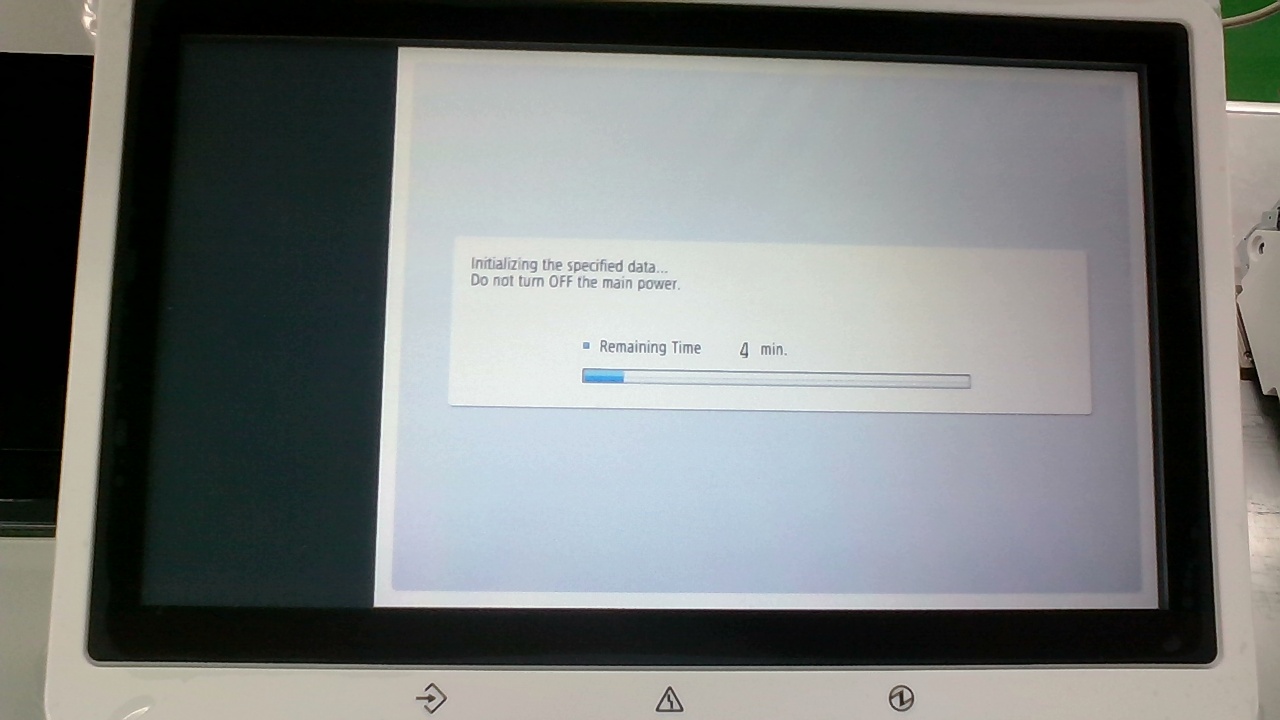 Initializing the specified data...
Do not turn OFF the main power.
Remaining Time 4 min.